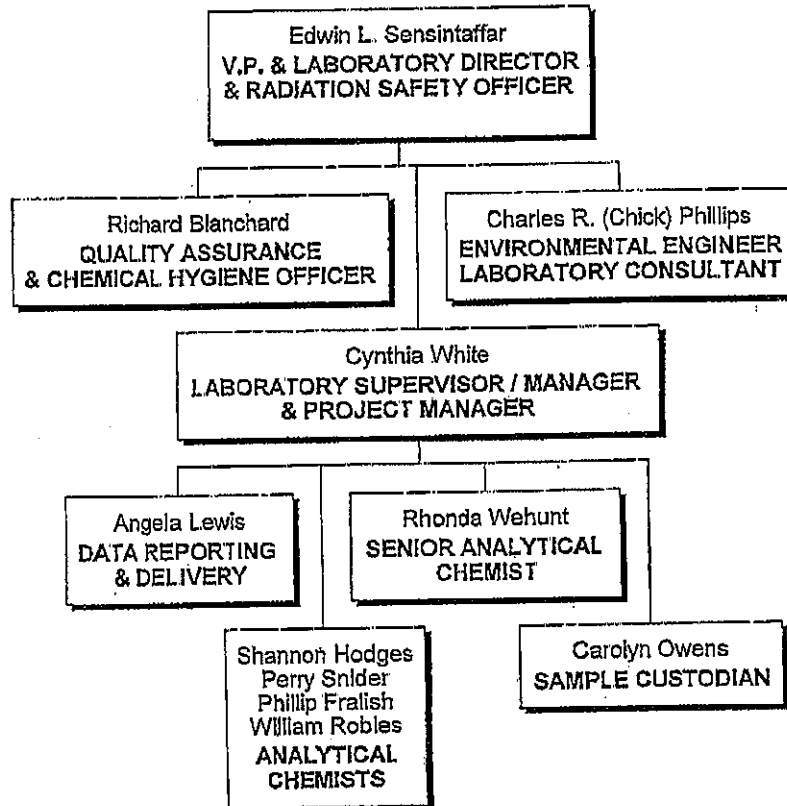 Edwin L. Sensintaffar
V.P. & LABORATORY DIRECTOR
& RADIATION SAFETY OFFICER
Richard Blanchard
QUALITY ASSURANCE
& CHEMICAL HYGIENE OFFICER
Charles R. (Chick) Phillips
ENVIRONMENTAL ENGINEER
LABORATORY CONSULTANT
Cynthia White
LABORATORY SUPERVISOR / MANAGER
& PROJECT MANAGER
Angela Lewis
DATA REPORTING
& DELIVERY
Rhonda Wehunt
SENIOR ANALYTICAL
CHEMIST
Shannon Hodges
Perry Snider
Phillip Fralish
William Robles
ANALYTICAL
CHEMISTS
Carolyn Owens
SAMPLE CUSTODIAN